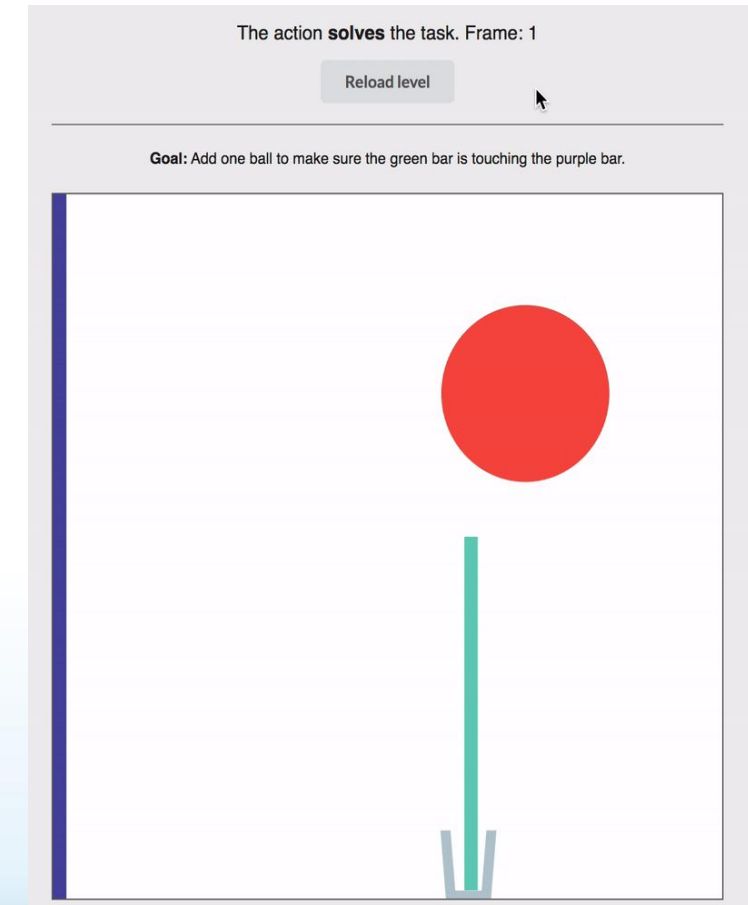 The action solves the task. Frame: 1
Reload level
Goal: Add one ball to make sure the green bar is touching the purple bar.